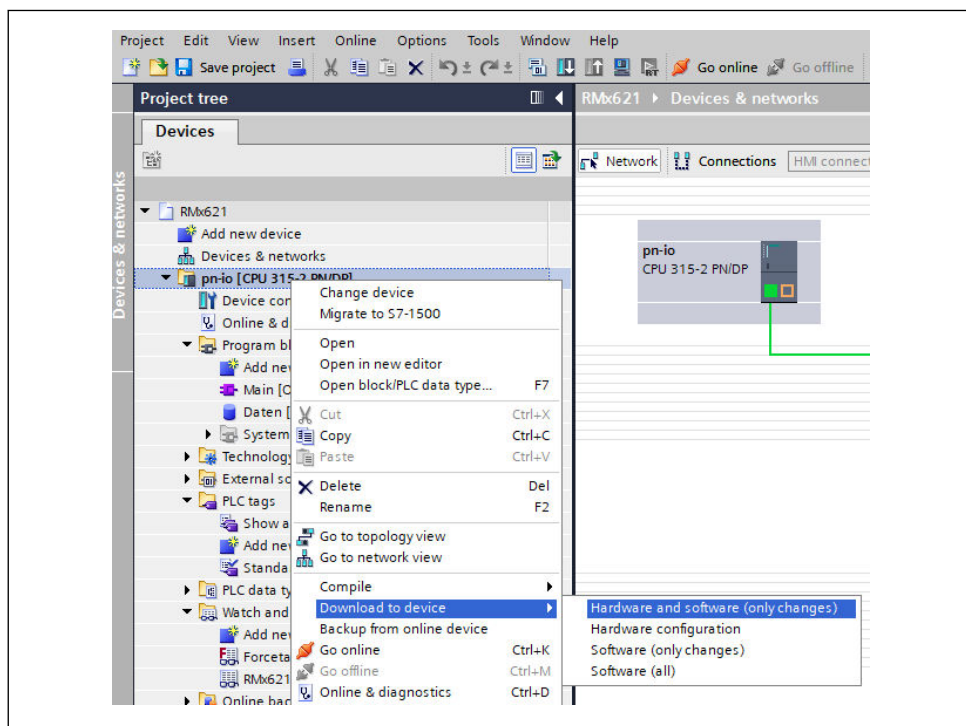 Project Edit View Insert Online Options Tools Window Help
Save project Go online Go offline
Project tree RMx621 Devices & networks
Devices
Network Connections HMI connect
Devices & networks
RMx621
Add new device
Devices & networks
pn-io [CPU 315-2 PN/DP]
Device con
Online & d
Program bl
Add nev
Main [O
Daten [
System
Technology
External so
PLC tags
Show a
Add nev
Standa
PLC data ty
Watch and
Add nev
Forceta
RMx621
Online bac
Change device
Migrate to S7-1500
Open
Open in new editor
Open block/PLC data type... F7
Cut Ctrl+X
Copy Ctrl+C
Paste Ctrl+V
Delete Del
Rename F2
Go to topology view
Go to network view
Compile
Download to device
Backup from online device
Go online Ctrl+K
Go offline Ctrl+M
Online & diagnostics Ctrl+D
Hardware and software (only changes)
Hardware configuration
Software (only changes)
Software (all)
pn-io
CPU 315-2 PN/DP